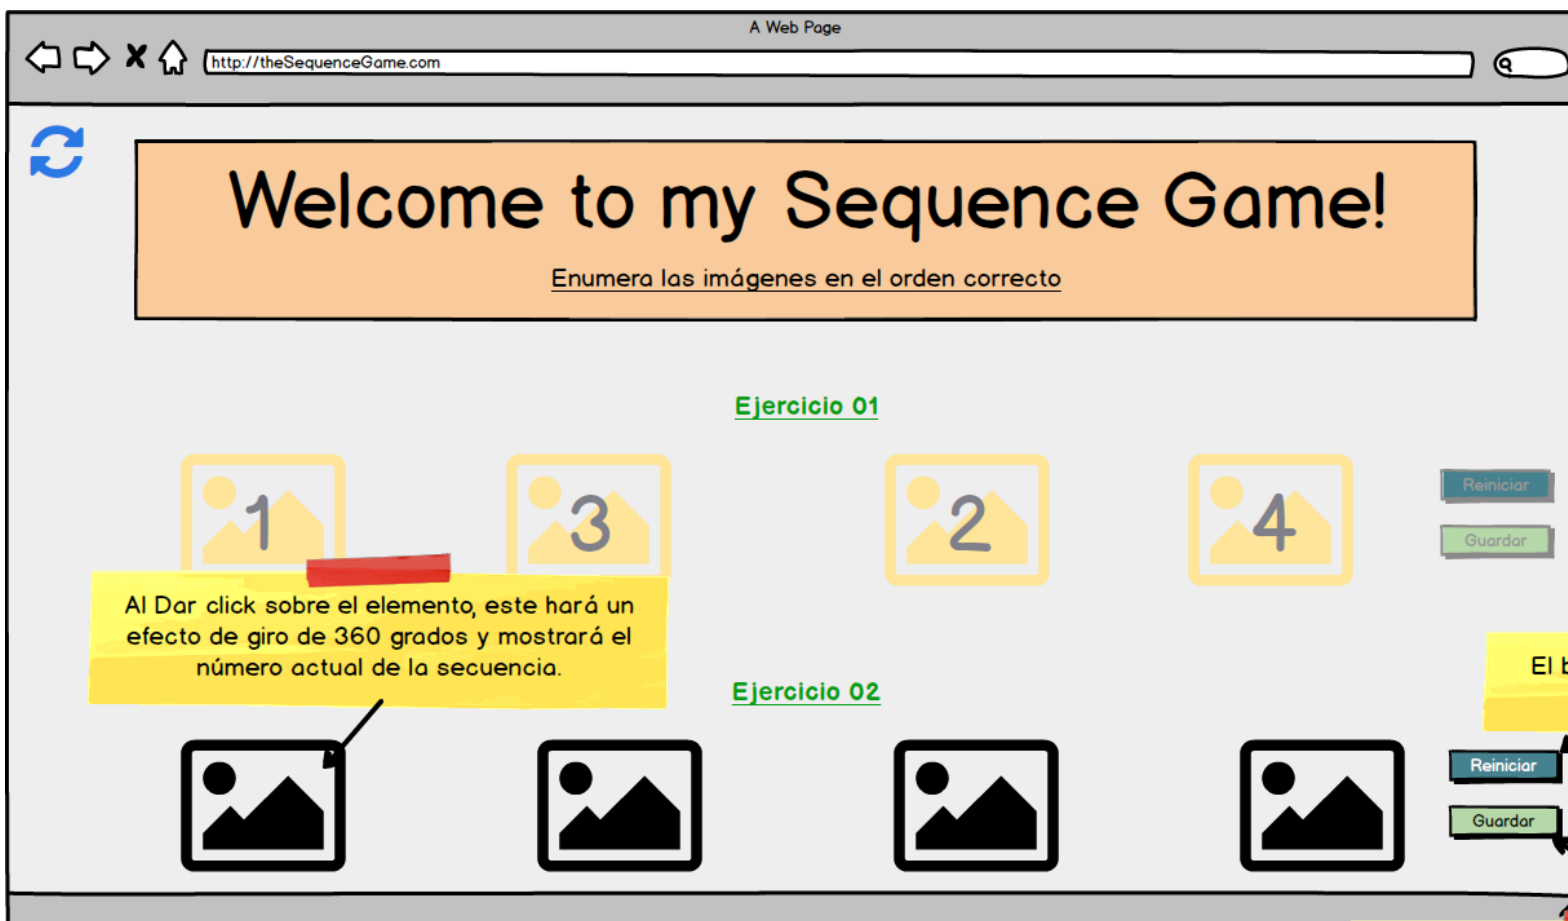 A Web Page
http://theSequenceGame.com
Welcome to my Sequence Game!
Enumera las imágenes en el orden correcto
Ejercicio 01
1
3
2
4
Reiniciar
Guardar
Al Dar click sobre el elemento, este hará un
efecto de giro de 360 grados y mostrará el
número actual de la secuencia.
El
Ejercicio 02
Reiniciar
Guardar